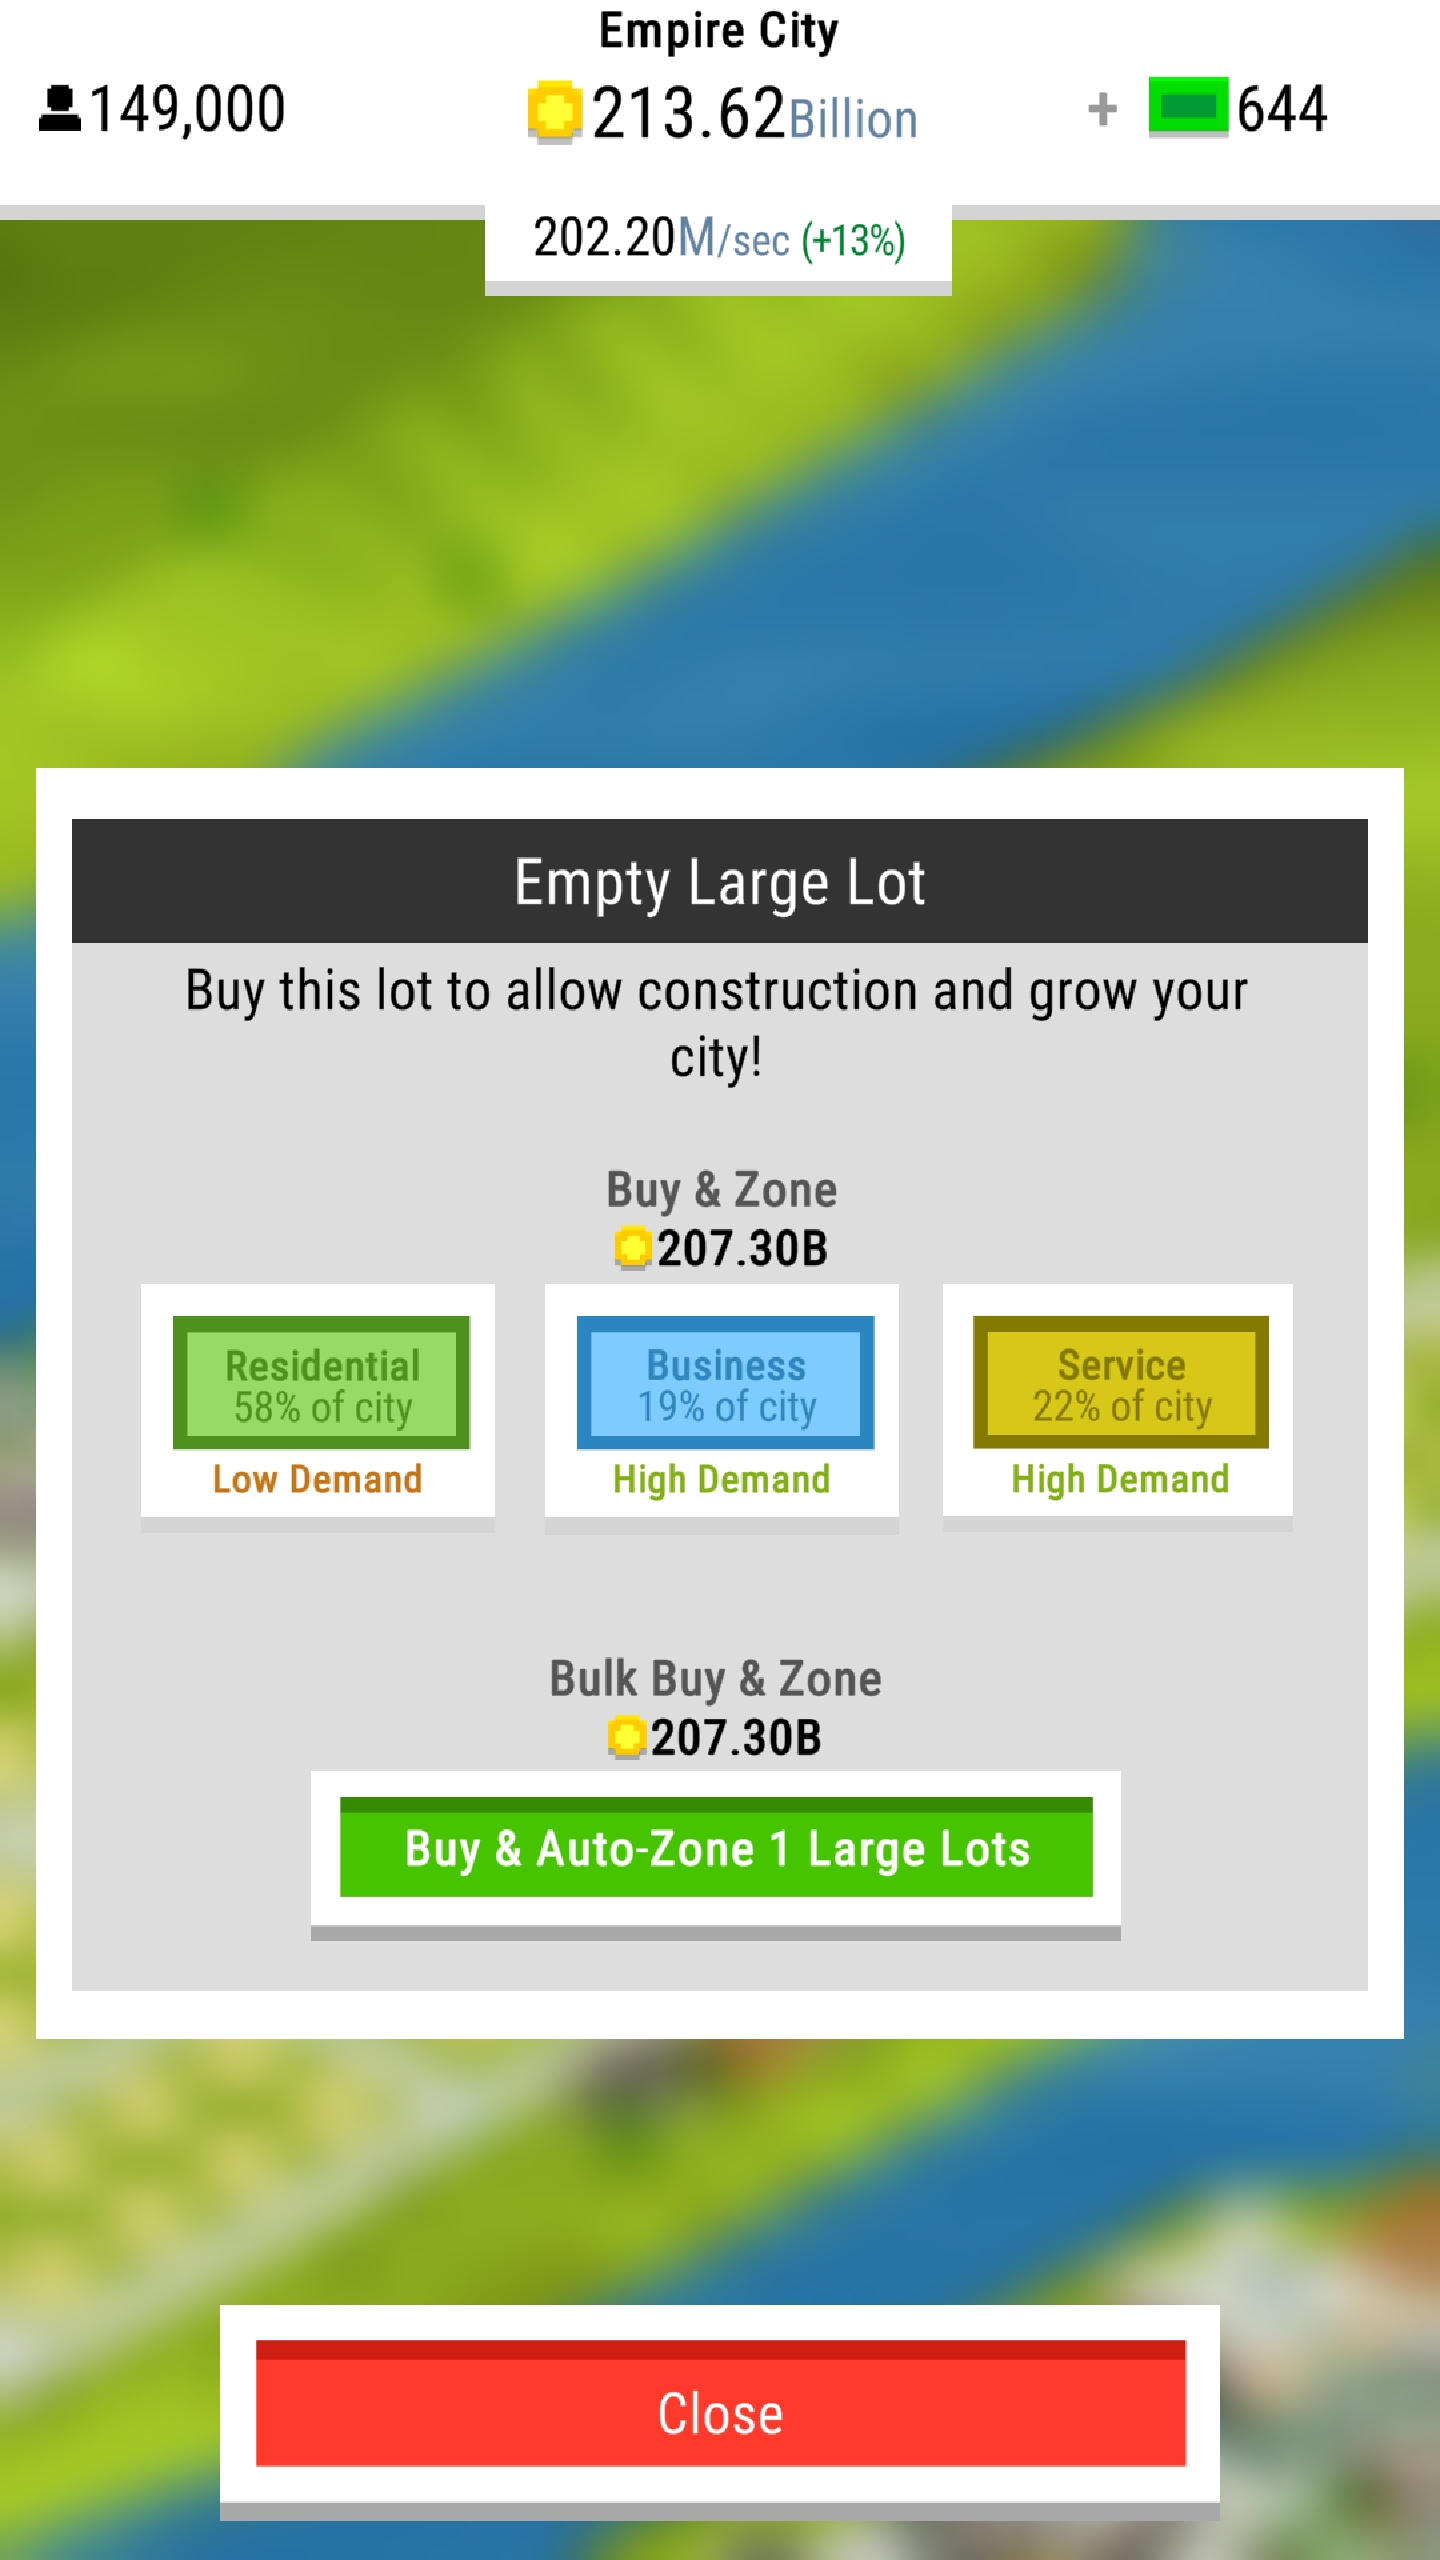 Empire City
149,000
213.62Billion
+ 644
202.20M/sec (+13%)
Empty Large Lot
Buy this lot to allow construction and grow your
city!
Buy & Zone
207.30B
Residential
58% of city
Low Demand
Business
19% of city
High Demand
Service
22% of city
High Demand
Bulk Buy & Zone
207.30B
Buy & Auto-Zone 1 Large Lots
Close